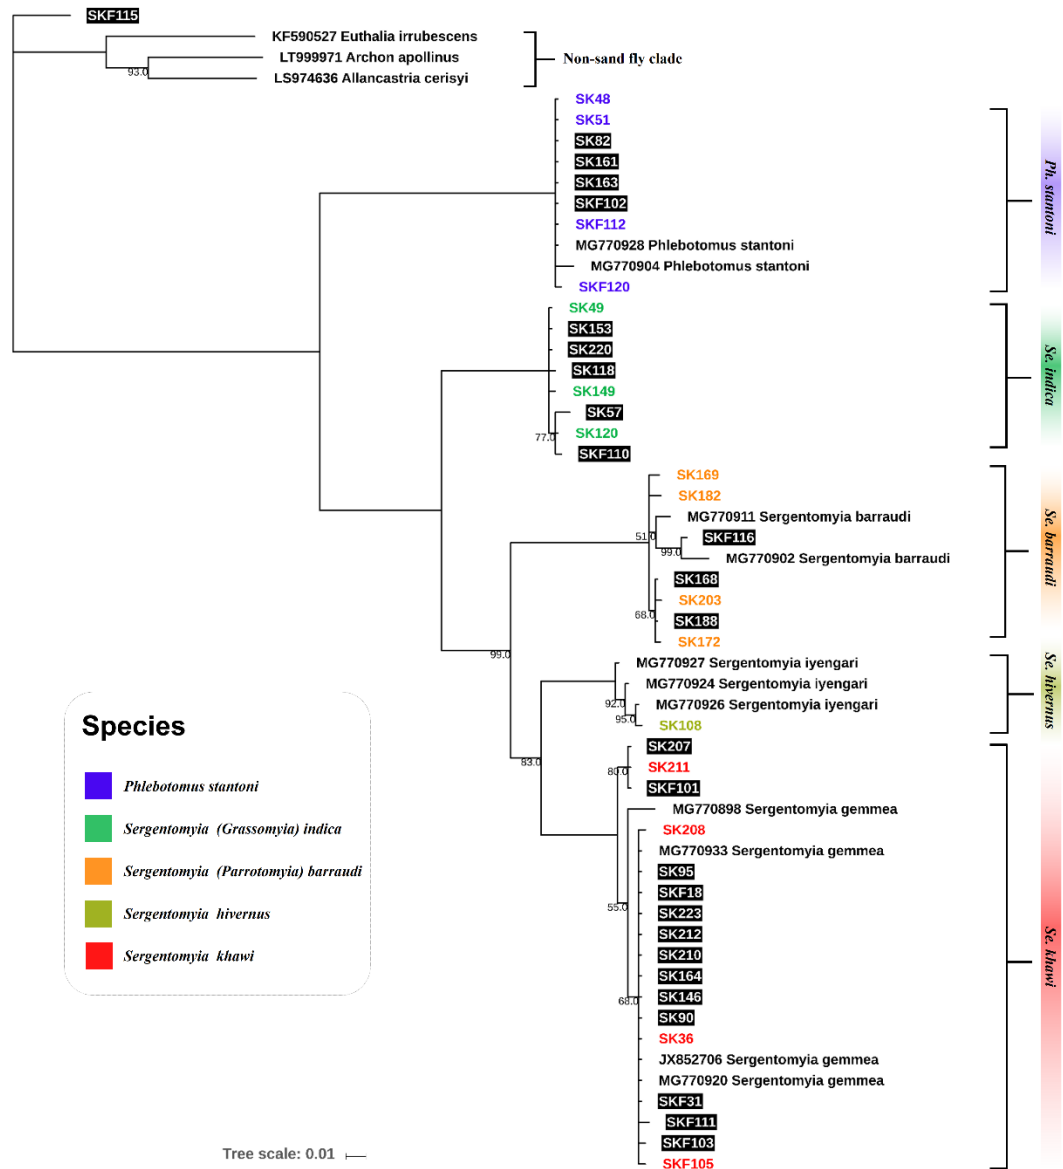 SKF115
KF590527 Euthalia irrubescens
LT999971 Archon apollinus
93.0
LS974636 Allancastria cerisyi
Non-sand fly clade
SK48
SK51
SK82
SK161
SK163
SKF102
SKF112
MG770928 Phlebotomus stantoni
MG770904 Phlebotomus stantoni
SKF120
Ph. stantoni
SK49
SK153
SK220
SK118
SK149
SK57
SK120
77.0
SKF110
Se. indica
SK169
SK182
MG770911 Sergentomyia barraudi
51.0
SKF116
99.0
MG770902 Sergentomyia barraudi
SK168
SK203
68.0
SK188
SK172
Se. barraudi
99.0
MG770927 Sergentomyia iyengari
MG770924 Sergentomyia iyengari
92.0
MG770926 Sergentomyia iyengari
95.0
SK108
Se. hivernus
83.0
SK207
SK211
80.0
SKF101
MG770898 Sergentomyia gemmea
SK208
MG770933 Sergentomyia gemmea
SK95
SKF18
55.0
SK223
SK212
SK210
SK164
SK146
68.0
SK90
SK36
JX852706 Sergentomyia gemmea
MG770920 Sergentomyia gemmea
SKF31
SKF111
SKF103
SKF105
Se. khawi
Species
Phlebotomus stantoni
Sergentomyia (Grassomyia) indica
Sergentomyia (Parrotomyia) barraudi
Sergentomyia hivernus
Sergentomyia khawi
Tree scale: 0.01